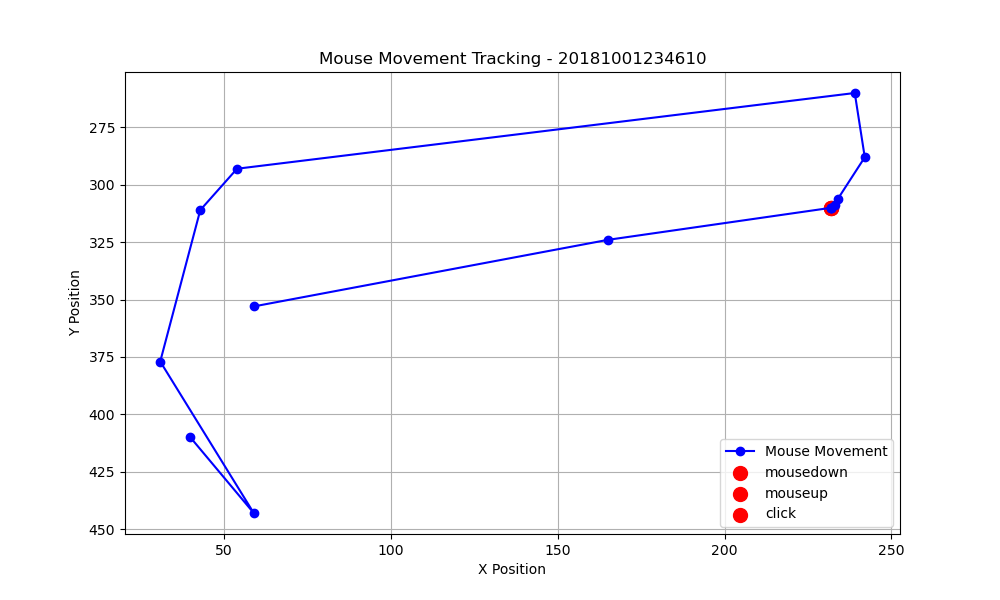 Mouse Movement Tracking - 20181001234610
275
300
325
350
375
400
425
450
Y Position
50
100
150
200
250
X Position
Mouse Movement
mousedown
mouseup
click